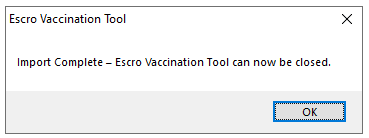 Escro Vaccination Tool
Import Complete – Escro Vaccination Tool can now be closed.
OK